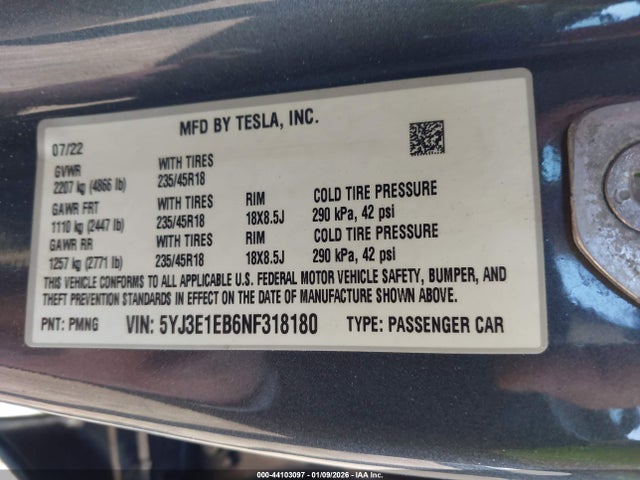 MFD BY TESLA, INC.
07/22
GVWR WITH TIRES
2207 kg (4866 lb) 235/45R18
GAWR FRT WITH TIRES RIM COLD TIRE PRESSURE
1110 kg (2447 lb) 235/45R18 18X8.5J 290 kPa, 42 psi
GAWR RR WITH TIRES RIM COLD TIRE PRESSURE
1257 kg (2771 lb) 235/45R18 18X8.5J 290 kPa, 42 psi
THIS VEHICLE CONFORMS TO ALL APPLICABLE U.S. FEDERAL MOTOR VEHICLE SAFETY, BUMPER, AND
THEFT PREVENTION STANDARDS IN EFFECT ON THE DATE OF MANUFACTURE SHOWN ABOVE.
PNT: PMNG VIN: 5YJ3E1EB6NF318180 TYPE: PASSENGER CAR
000-44103097 - 01/09/2026 - IAA Inc.